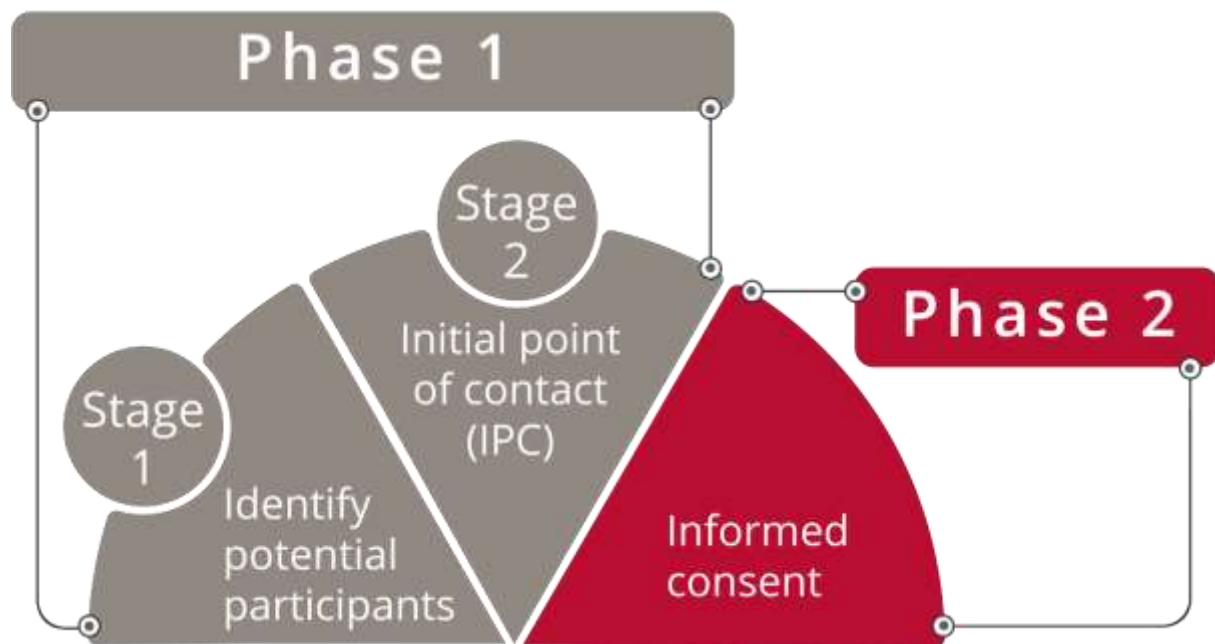 Phase 1
Stage
1
Identify
potential
participants
Stage
2
Initial point
of contact
(IPC)
Phase 2
Informed
consent